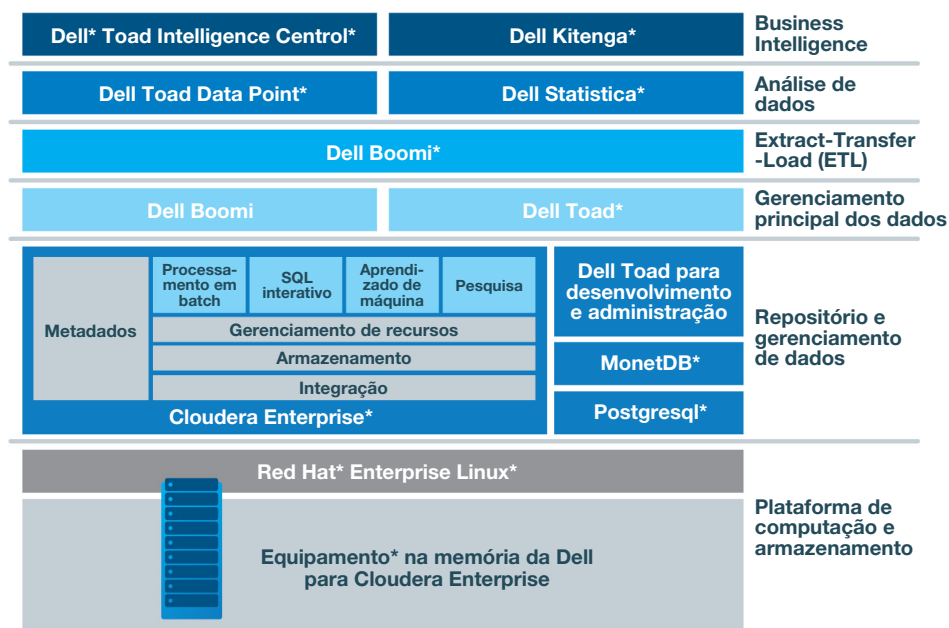 Dell* Toad Intelligence Centrol*
Dell Kitenga*
Business
Intelligence
Dell Toad Data Point*
Dell Statistica*
Análise de
dados
Dell Boomi*
Extract-Transfer
-Load (ETL)
Dell Boomi
Dell Toad*
Gerenciamento
principal dos dados
Metadados
Processa-
mento em
batch
SQL
interativo
Aprendi-
zado de
máquina
Pesquisa
Gerenciamento de recursos
Armazenamento
Integração
Cloudera Enterprise*
Dell Toad para
desenvolvimento
e administração
MonetDB*
Postgresql*
Repositório e
gerenciamento
de dados
Red Hat* Enterprise Linux*
Equipamento* na memória da Dell
para Cloudera Enterprise
Plataforma de
computação e
armazenamento